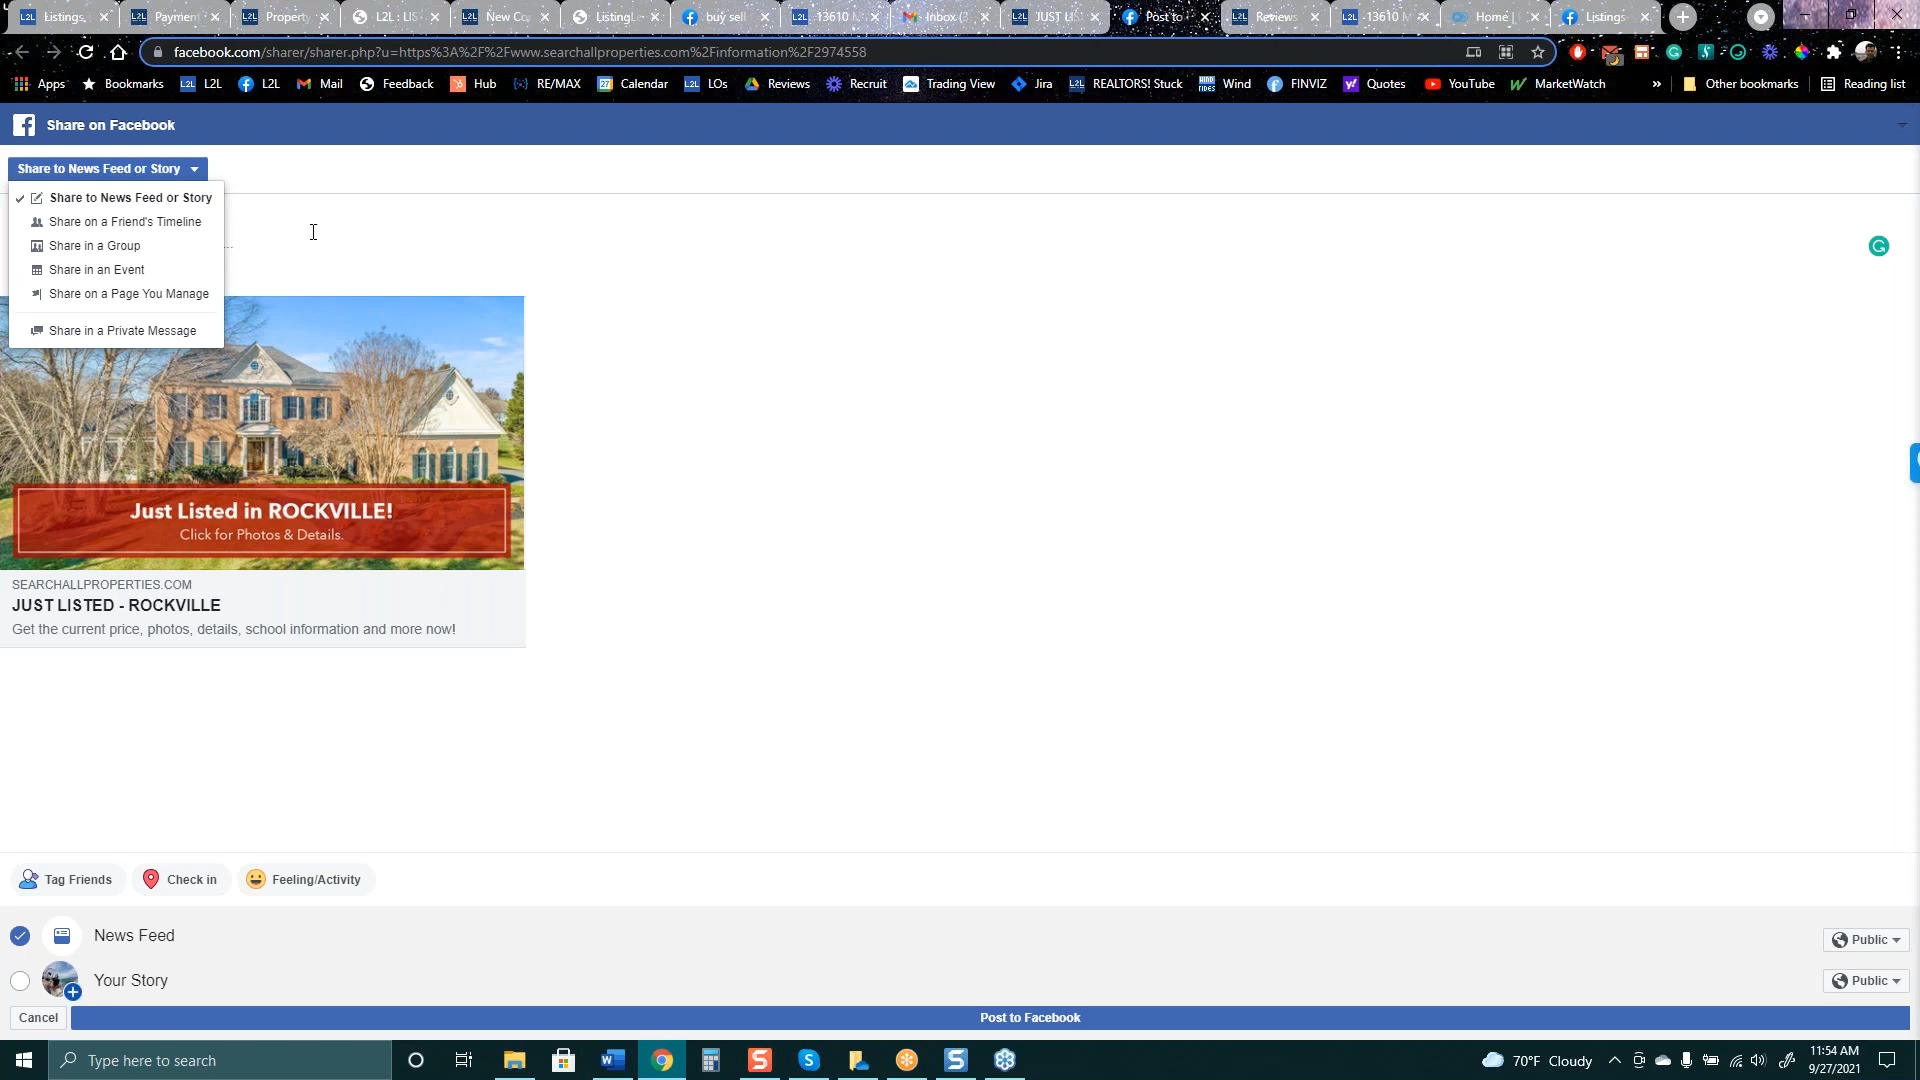 Listings
Paymen
Property
L2L : LIS
New Co
ListingLe
buy sell
13610
Inbox (3
JUST LIS
Post to
Reviews
13610 M
Home |
Listings
facebook.com/sharer/sharer.php?u=https%3A%2F%2Fwww.searchallproperties.com%2Finformation%2F2974558
Apps
Bookmarks
L2L L2L
L2L
Mail
Feedback
Hub
RE/MAX
27 Calendar
L2L LOs
Reviews
Recruit
Trading View
Jira
L2L REALTORS! Stuck
Wind
FINVIZ
Quotes
YouTube
MarketWatch
»
Other bookmarks
Reading list
Share on Facebook
Share to News Feed or Story
Share to News Feed or Story
Share on a Friend's Timeline
Share in a Group
...
Share in an Event
Share on a Page You Manage
Share in a Private Message
Just Listed in ROCKVILLE!
Click for Photos & Details.
SEARCHALLPROPERTIES.COM
JUST LISTED - ROCKVILLE
Get the current price, photos, details, school information and more now!
Tag Friends
Check in
Feeling/Activity
News Feed
Public
Your Story
Public
Cancel
Post to Facebook
Type here to search
70°F Cloudy
11:54 AM
9/27/2021